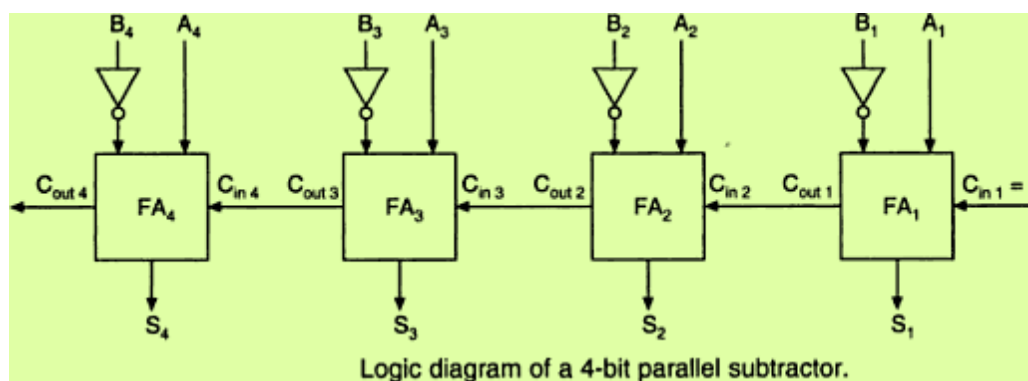 B4 A4 B3 A3 B2 A2 B1 A1
Cout 4 FA4 Cin 4 Cout 3 FA3 Cin 3 Cout 2 FA2 Cin 2 Cout 1 FA1 Cin 1 =
S4 S3 S2 S1
Logic diagram of a 4-bit parallel subtractor.